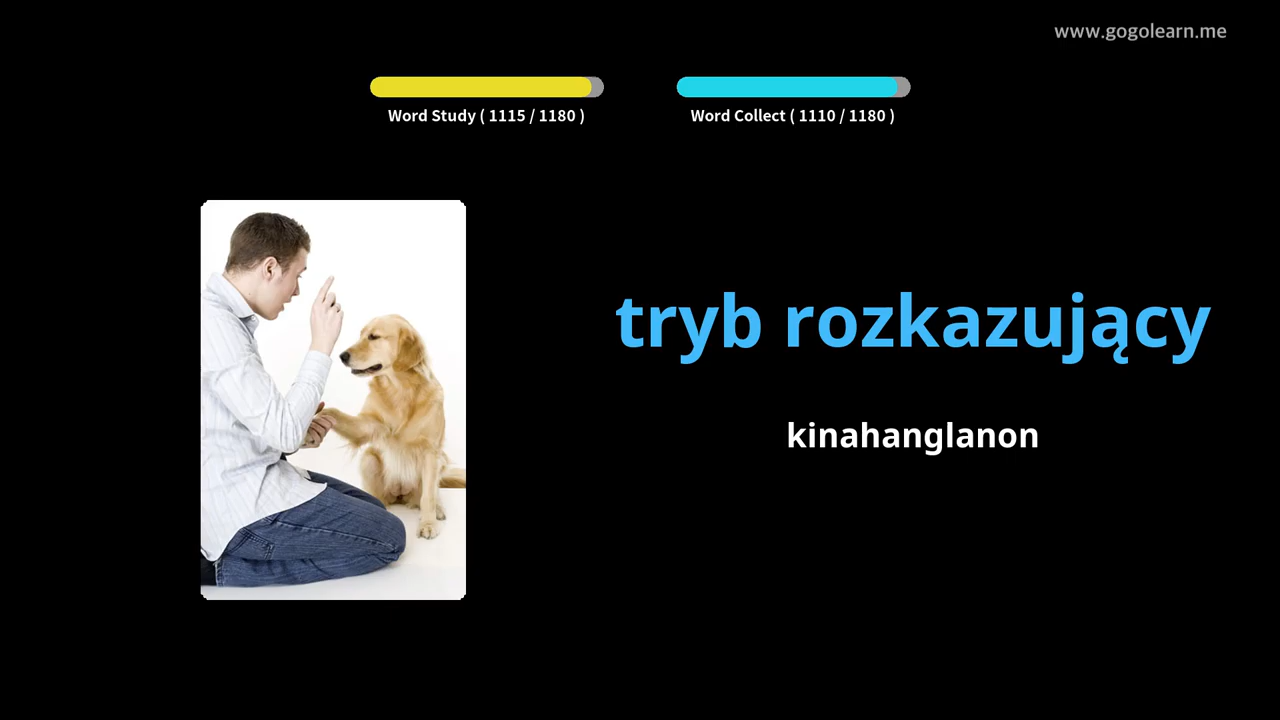 www.gogolearn.me
Word Study ( 1115 / 1180 )
Word Collect ( 1110 / 1180 )
tryb rozkazujący
kinahanglanon